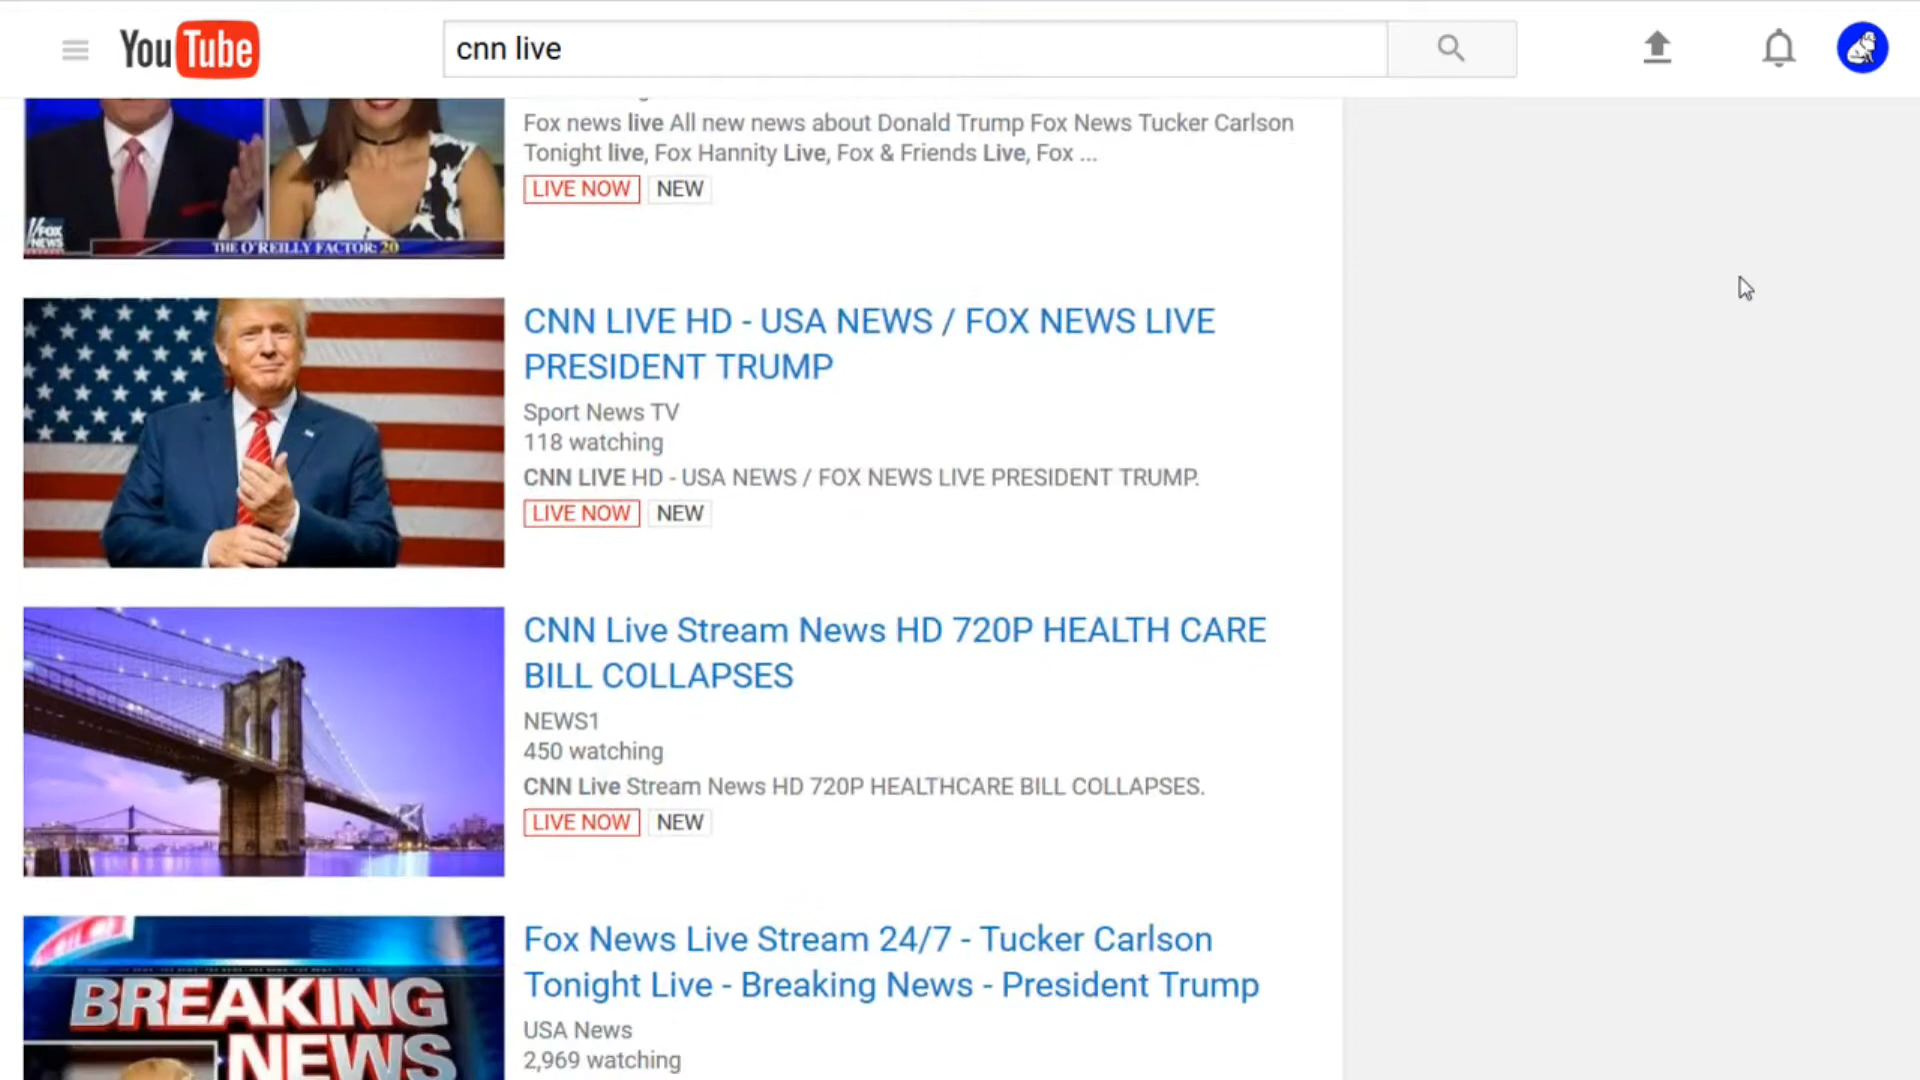 YouTube
cnn live
Fox news live All new news about Donald Trump Fox News Tucker Carlson
Tonight live, Fox Hannity Live, Fox & Friends Live, Fox ...
LIVE NOW NEW
FOX
NEWS
THE O'REILLY FACTOR: 20
CNN LIVE HD - USA NEWS / FOX NEWS LIVE
PRESIDENT TRUMP
Sport News TV
118 watching
CNN LIVE HD - USA NEWS / FOX NEWS LIVE PRESIDENT TRUMP.
LIVE NOW NEW
CNN Live Stream News HD 720P HEALTH CARE
BILL COLLAPSES
NEWS1
450 watching
CNN Live Stream News HD 720P HEALTHCARE BILL COLLAPSES.
LIVE NOW NEW
BREAKING
NEWS
Fox News Live Stream 24/7 - Tucker Carlson
Tonight Live - Breaking News - President Trump
USA News
2,969 watching